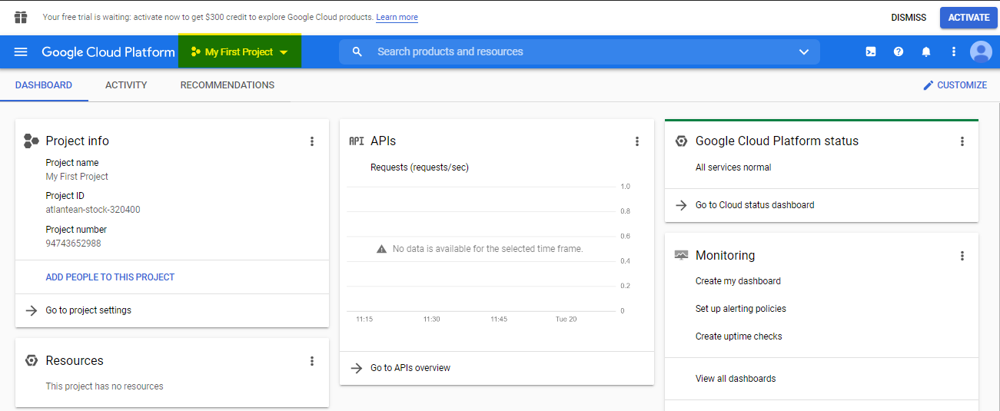 Your free trial is waiting: activate now to get $300 credit to explore Google Cloud products. Learn more
DISMISS
ACTIVATE
Google Cloud Platform
My First Project
Search products and resources
DASHBOARD
ACTIVITY
RECOMMENDATIONS
CUSTOMIZE
Project info
Project name
My First Project
Project ID
atlantean-stock-320400
Project number
94743652988
ADD PEOPLE TO THIS PROJECT
Go to project settings
Resources
This project has no resources
API APIs
Requests (requests/sec)
1.0
0.8
0.6
No data is available for the selected time frame.
0.4
0.2
0
11:15 11:30 11:45 Tue 20
Go to APIs overview
Google Cloud Platform status
All services normal
Go to Cloud status dashboard
Monitoring
Create my dashboard
Set up alerting policies
Create uptime checks
View all dashboards